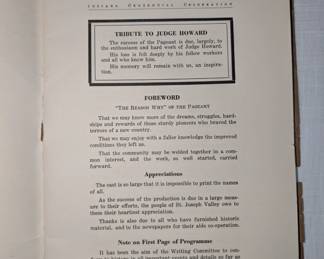 INDIANA CENTENNIAL CELEBRATION
TRIBUTE TO JUDGE HOWARD
The success of the Pageant is due, largely, to
the enthusiasm and hard work of Judge Howard.
His loss is felt deeply by his fellow workers
and all who knew him.
His memory will remain with us, an inspira-
tion.
FOREWORD
"The Reason Why" of the Pageant
That we may know more of the dreams, struggles, hard-
ships and rewards of those sturdy pioneers who braved the
terrors of a new country.
That we may enjoy with a fuller knowledge the improved
conditions they left us.
That the community may be welded together in a com-
mon interest, and the work, so well started, carried
forward.
Appreciations
The cast is so large that it is impossible to print the names
of all.
As the success of the production is due in a large meas-
ure to their efforts, the people of St. Joseph Valley owe to
them their heartiest appreciation.
Thanks is also due to all who have furnished historic
material, and to the newspapers for their aide co-operation.
Note on First Page of Programme
It has been the aim of the Writing Committee to con-